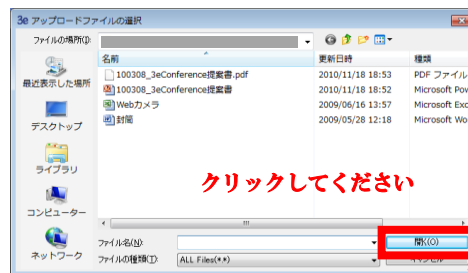 3e アップロードファイルの選択
ファイルの場所(I):
名前 更新日時 種類
100308_3eConference提案書.pdf 2010/11/18 18:53 PDF ファイル
100308_3eConference提案書 2010/11/18 18:52 Microsoft Pow
Webカメラ 2009/06/16 13:57 Microsoft Exc
封筒 2009/05/28 12:18 Microsoft Wo
最近表示した場所
デスクトップ
ライブラリ
コンピューター
ネットワーク
クリックしてください
ファイル名(N):
開く(O)
ファイルの種類(T): ALL Files(*.*)
キャンセル